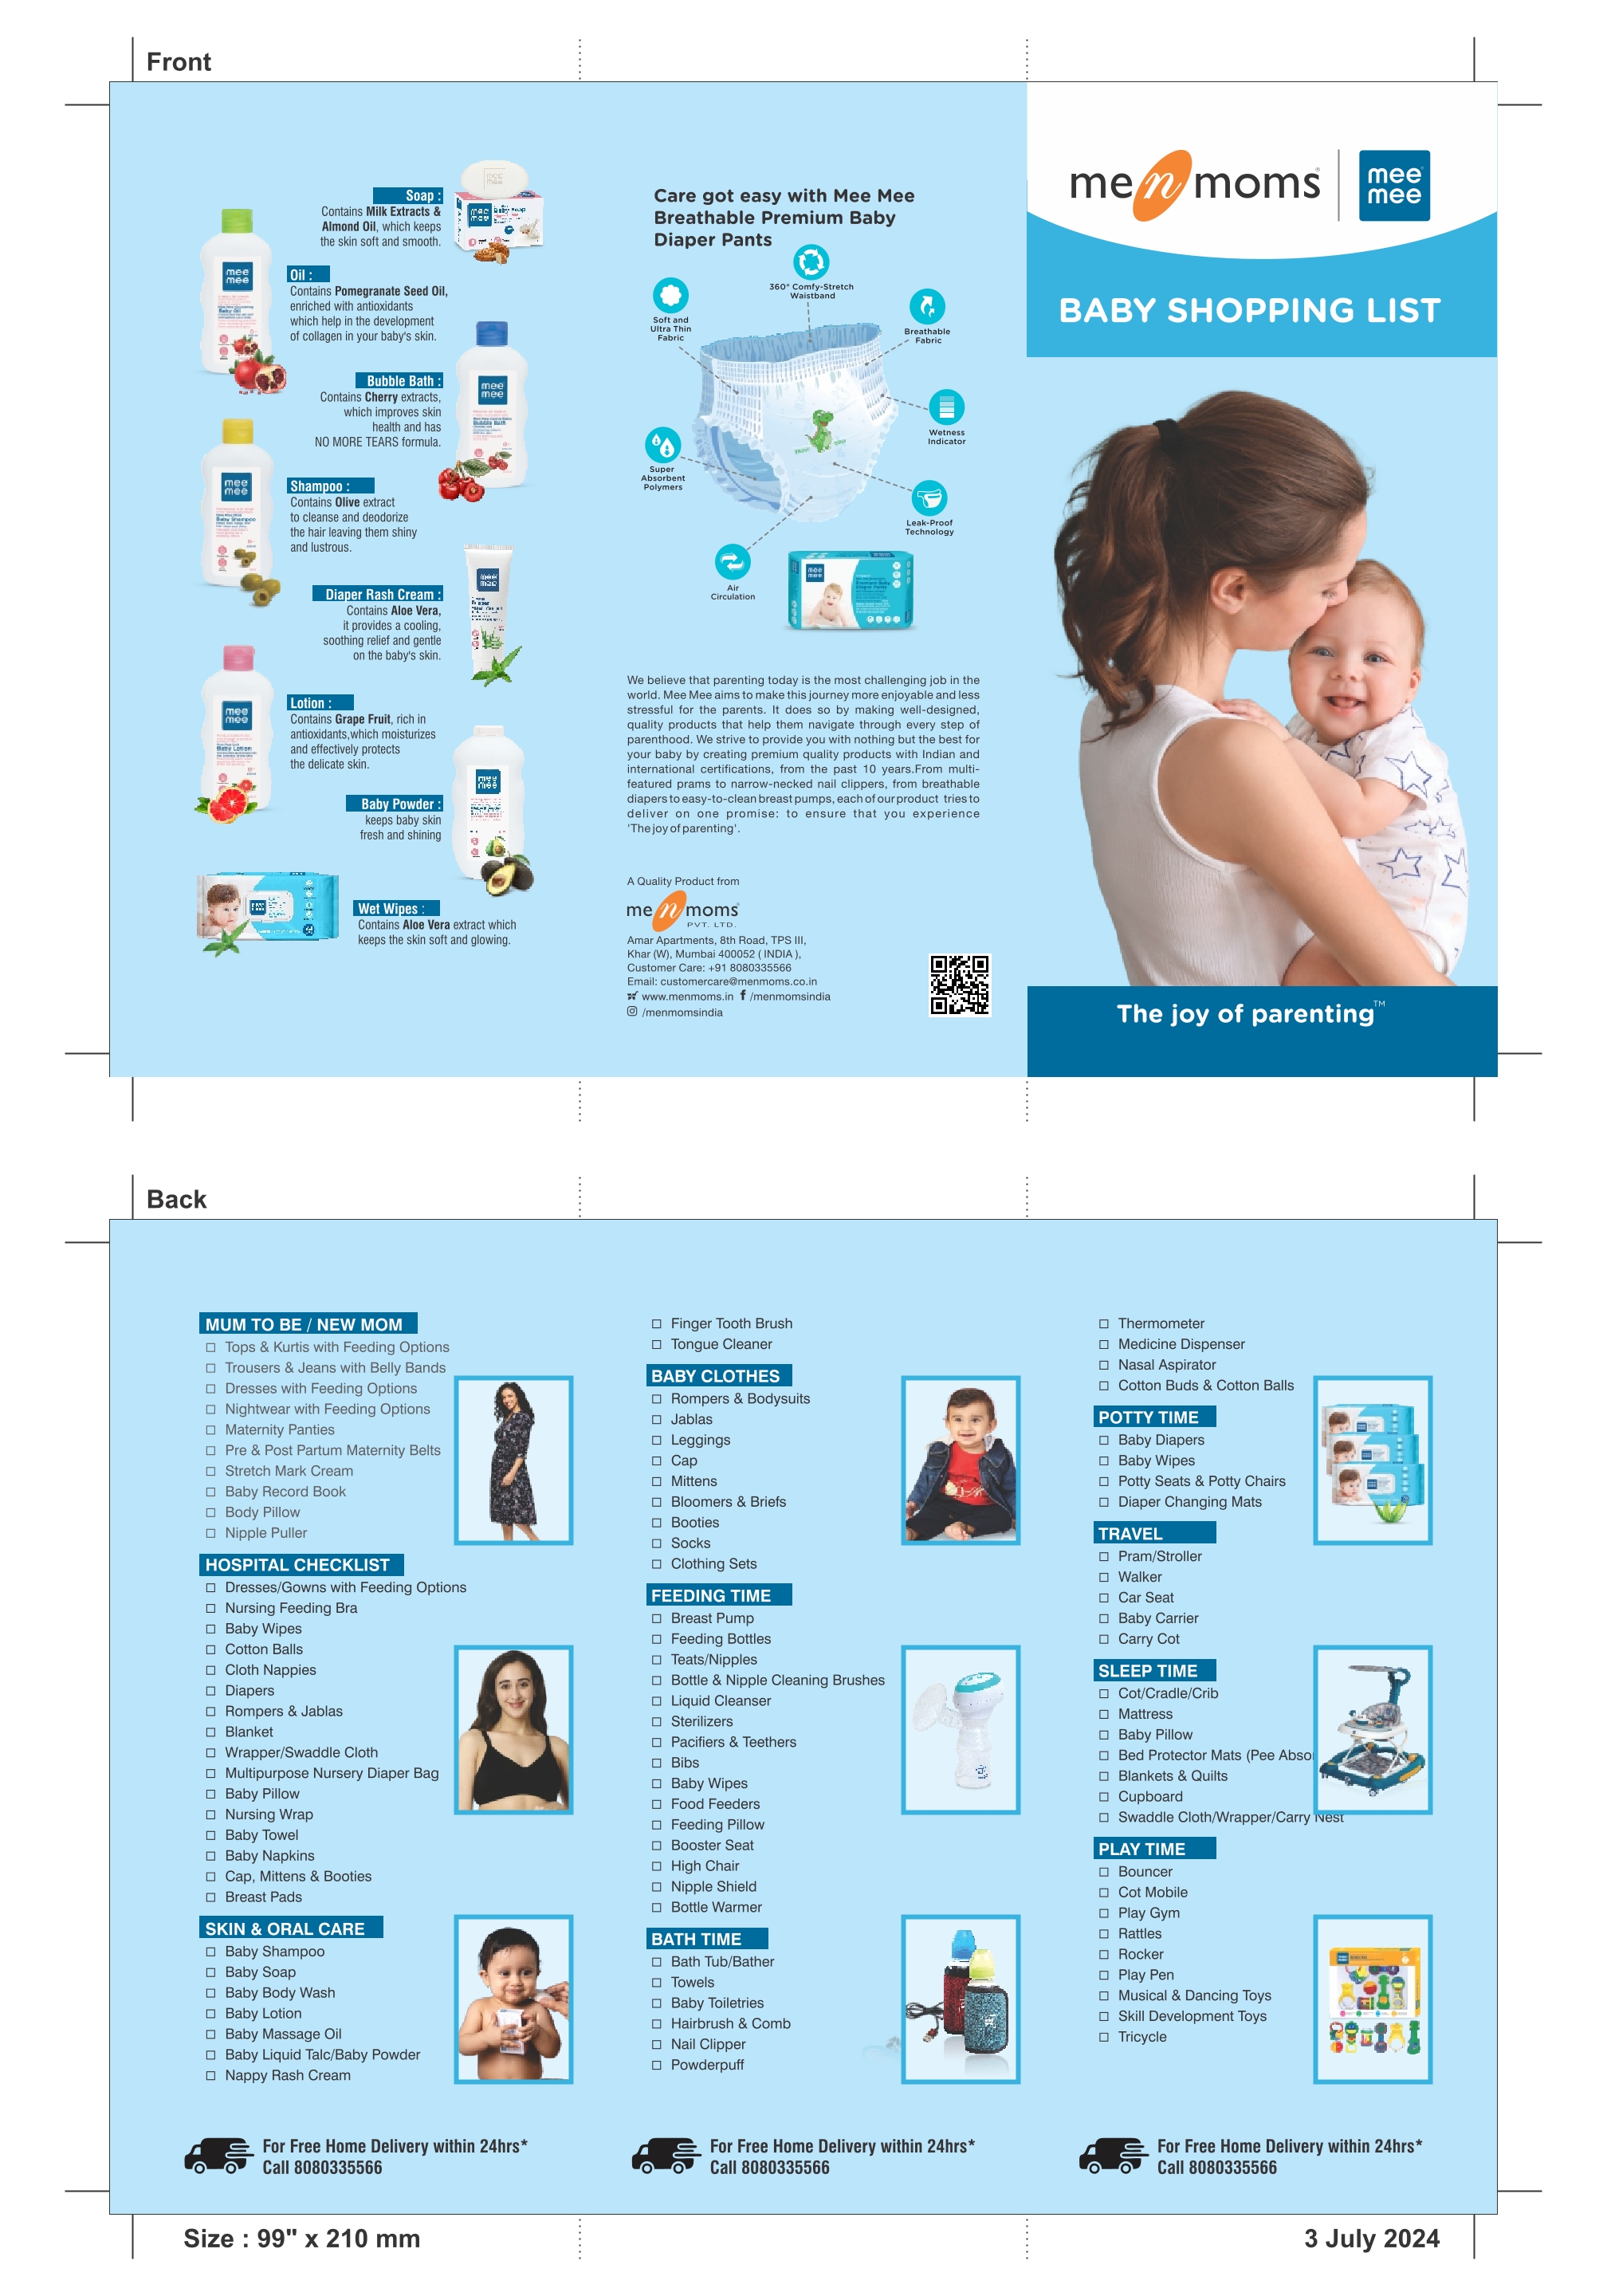 Front
Soap :
Contains Milk Extracts &
Almond Oil, which keeps
the skin soft and smooth.
Oil :
Contains Pomegranate Seed Oil,
enriched with antioxidants
which help in the development
of collagen in your baby's skin.
Bubble Bath :
Contains Cherry extracts,
which improves skin
health and has
NO MORE TEARS formula.
Shampoo :
Contains Olive extract
to cleanse and deodorize
the hair leaving them shiny
and lustrous.
Diaper Rash Cream :
Contains Aloe Vera,
it provides a cooling,
soothing relief and gentle
on the baby's skin.
Lotion :
Contains Grape Fruit, rich in
antioxidants,which moisturizes
and effectively protects
the delicate skin.
Baby Powder :
keeps baby skin
fresh and shining
Wet Wipes :
Contains Aloe Vera extract which
keeps the skin soft and glowing.
mee
mee
Baby Oil
mee
mee
Baby Soap
mee
mee
Bubble Bath
mee
mee
Baby Shampoo
mee
mee
mee
mee
Baby Lotion
mee
mee
Care got easy with Mee Mee
Breathable Premium Baby
Diaper Pants
360° Comfy-Stretch
Waistband
Soft and
Ultra Thin
Fabric
Breathable
Fabric
Wetness
Indicator
Super
Absorbent
Polymers
Leak-Proof
Technology
Air
Circulation
mee
mee
Premium Baby
Diaper Pants
We believe that parenting today is the most challenging job in the
world. Mee Mee aims to make this journey more enjoyable and less
stressful for the parents. It does so by making well-designed,
quality products that help them navigate through every step of
parenthood. We strive to provide you with nothing but the best for
your baby by creating premium quality products with Indian and
international certifications, from the past 10 years.From multi-
featured prams to narrow-necked nail clippers, from breathable
diapers to easy-to-clean breast pumps, each of our product tries to
deliver on one promise: to ensure that you experience
'The joy of parenting'.
A Quality Product from
me n moms
PVT. LTD.
Amar Apartments, 8th Road, TPS III,
Khar (W), Mumbai 400052 ( INDIA ),
Customer Care: +91 8080335566
Email: customercare@menmoms.co.in
www.menmoms.in f /menmomsindia
/menmomsindia
me n moms®
mee
mee
BABY SHOPPING LIST
The joy of parenting™
Back
MUM TO BE / NEW MOM
Tops & Kurtis with Feeding Options
Trousers & Jeans with Belly Bands
Dresses with Feeding Options
Nightwear with Feeding Options
Maternity Panties
Pre & Post Partum Maternity Belts
Stretch Mark Cream
Baby Record Book
Body Pillow
Nipple Puller
HOSPITAL CHECKLIST
Dresses/Gowns with Feeding Options
Nursing Feeding Bra
Baby Wipes
Cotton Balls
Cloth Nappies
Diapers
Rompers & Jablas
Blanket
Wrapper/Swaddle Cloth
Multipurpose Nursery Diaper Bag
Baby Pillow
Nursing Wrap
Baby Towel
Baby Napkins
Cap, Mittens & Booties
Breast Pads
SKIN & ORAL CARE
Baby Shampoo
Baby Soap
Baby Body Wash
Baby Lotion
Baby Massage Oil
Baby Liquid Talc/Baby Powder
Nappy Rash Cream
For Free Home Delivery within 24hrs*
Call 8080335566
Finger Tooth Brush
Tongue Cleaner
BABY CLOTHES
Rompers & Bodysuits
Jablas
Leggings
Cap
Mittens
Bloomers & Briefs
Booties
Socks
Clothing Sets
FEEDING TIME
Breast Pump
Feeding Bottles
Teats/Nipples
Bottle & Nipple Cleaning Brushes
Liquid Cleanser
Sterilizers
Pacifiers & Teethers
Bibs
Baby Wipes
Food Feeders
Feeding Pillow
Booster Seat
High Chair
Nipple Shield
Bottle Warmer
BATH TIME
Bath Tub/Bather
Towels
Baby Toiletries
Hairbrush & Comb
Nail Clipper
Powderpuff
For Free Home Delivery within 24hrs*
Call 8080335566
Thermometer
Medicine Dispenser
Nasal Aspirator
Cotton Buds & Cotton Balls
POTTY TIME
Baby Diapers
Baby Wipes
Potty Seats & Potty Chairs
Diaper Changing Mats
TRAVEL
Pram/Stroller
Walker
Car Seat
Baby Carrier
Carry Cot
SLEEP TIME
Cot/Cradle/Crib
Mattress
Baby Pillow
Bed Protector Mats (Pee Abso
Blankets & Quilts
Cupboard
Swaddle Cloth/Wrapper/Carry Nest
PLAY TIME
Bouncer
Cot Mobile
Play Gym
Rattles
Rocker
Play Pen
Musical & Dancing Toys
Skill Development Toys
Tricycle
For Free Home Delivery within 24hrs*
Call 8080335566
Size : 99" x 210 mm
3 July 2024